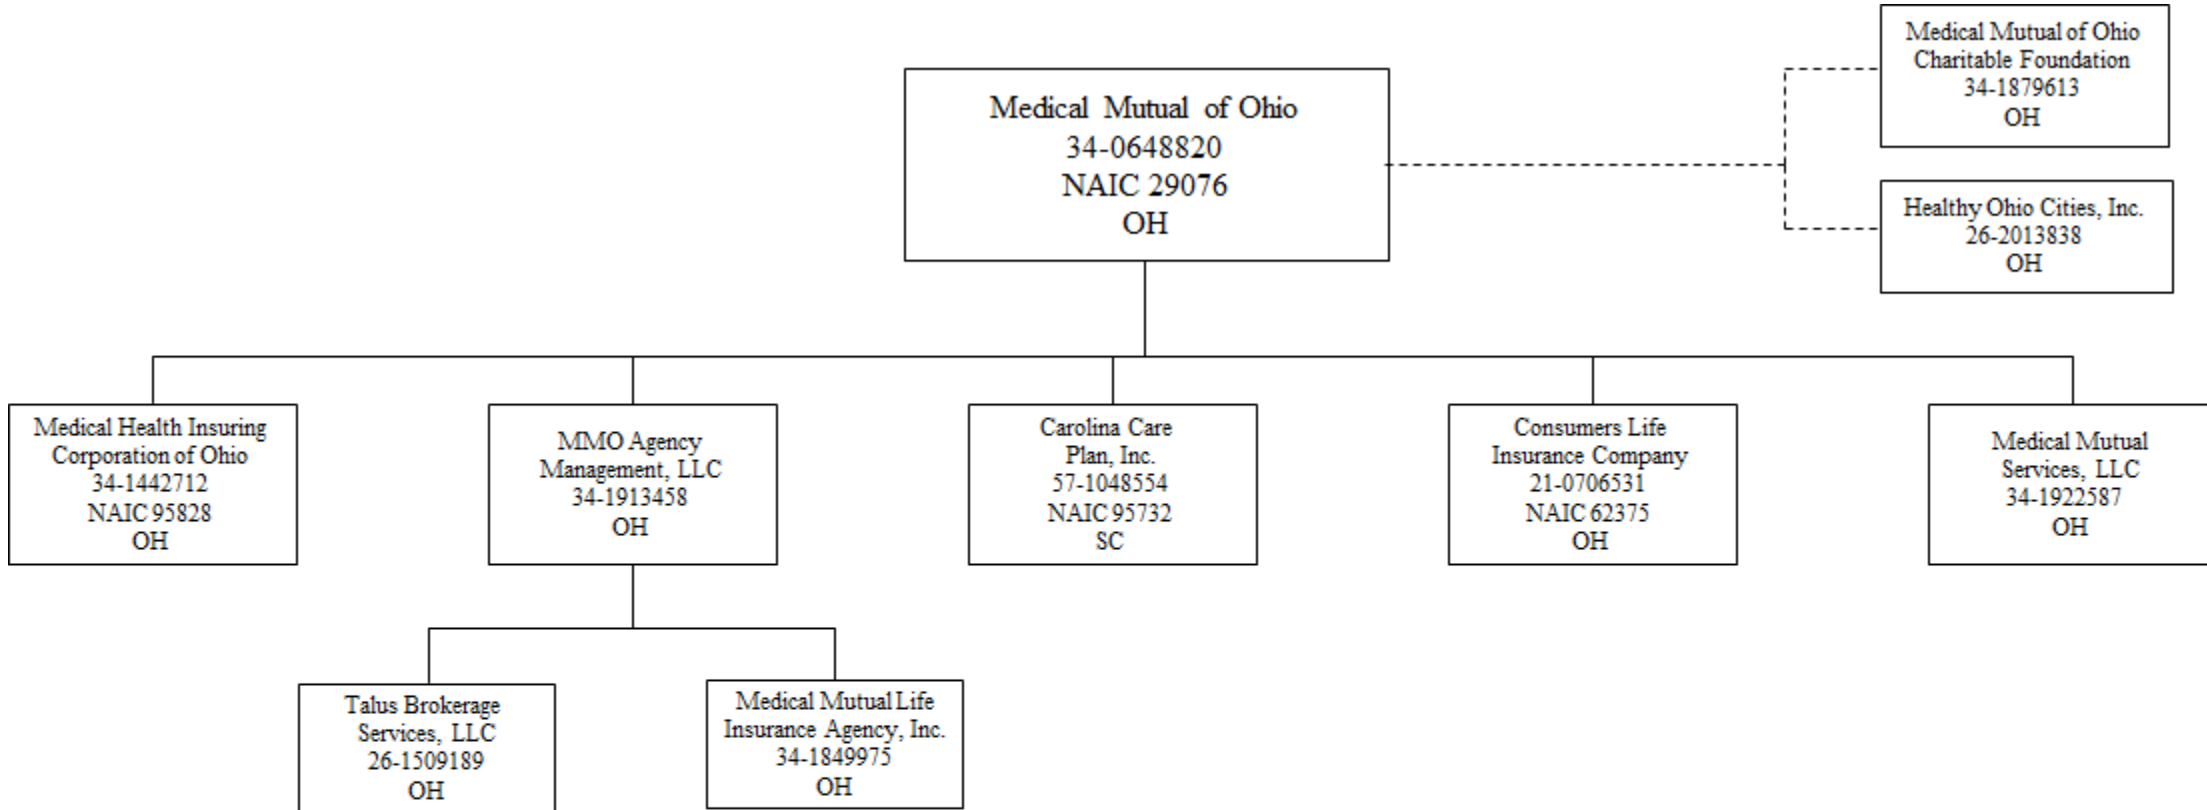 Medical Mutual of Ohio
Charitable Foundation
34-1879613
OH
Medical Mutual of Ohio
34-0648820
NAIC 29076
OH
Healthy Ohio Cities, Inc.
26-2013838
OH
Medical Health Insuring
Corporation of Ohio
34-1442712
NAIC 95828
OH
MMO Agency
Management, LLC
34-1913458
OH
Carolina Care
Plan, Inc.
57-1048554
NAIC 95732
SC
Consumers Life
Insurance Company
21-0706531
NAIC 62375
OH
Medical Mutual
Services, LLC
34-1922587
OH
Talus Brokerage
Services, LLC
26-1509189
OH
Medical Mutual Life
Insurance Agency, Inc.
34-1849975
OH